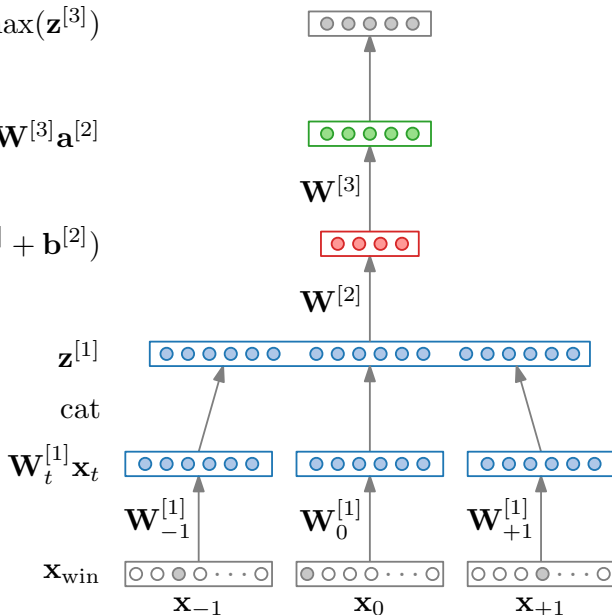 ax(𝐳^[3])
𝐖^[3]𝐚^[2]
𝐖^[3]
] + 𝐛^[2])
𝐖^[2]
𝐳^[1]
cat
𝐖_t^[1]𝐱_t
𝐖_−1^[1] 𝐖_0^[1] 𝐖_+1^[1]
𝐱_win
· · · · · · · · ·
𝐱_−1 𝐱_0 𝐱_+1